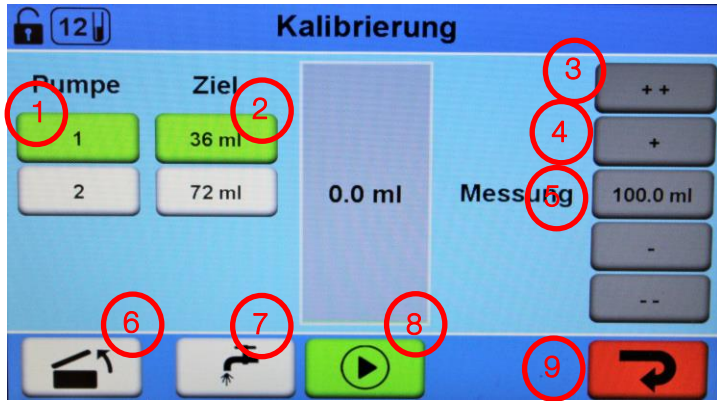 12 Kalibrierung
Pumpe Ziel
1 2 3
++
1 36 ml 4
+
2 72 ml 0.0 ml Messung 5 100.0 ml
-
--
6 7 8 9